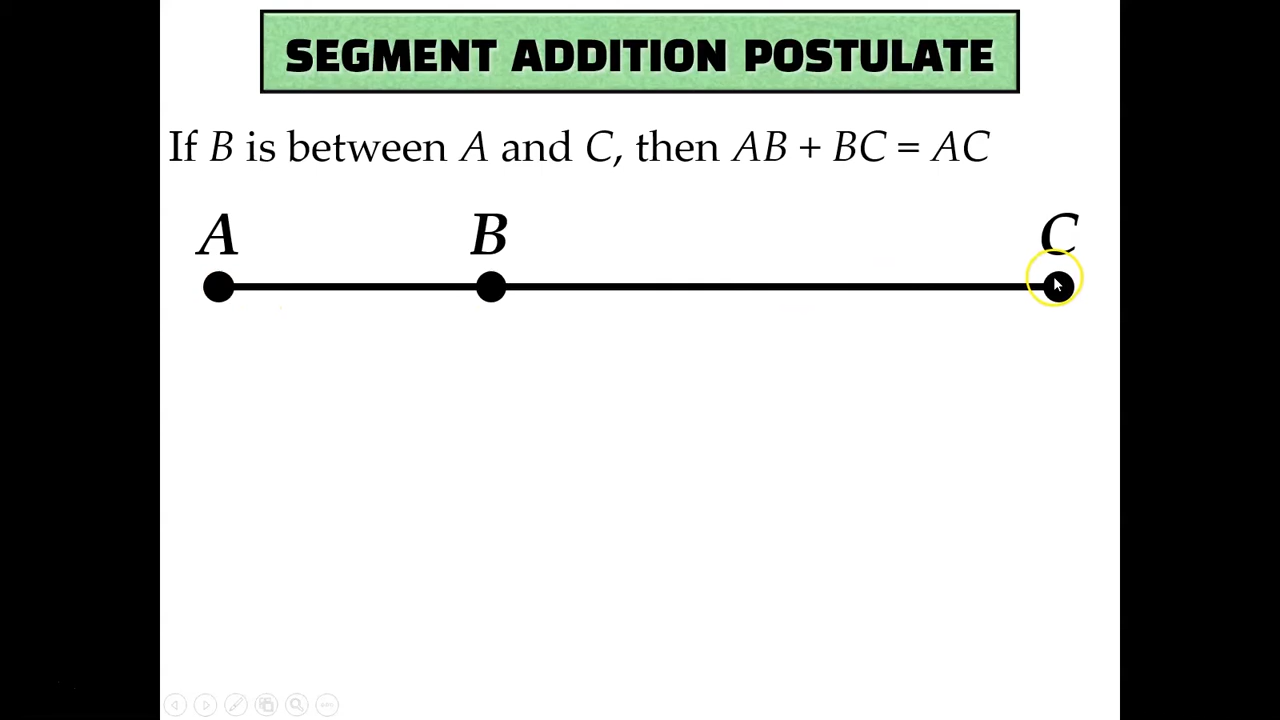 SEGMENT ADDITION POSTULATE
If B is between A and C, then AB + BC = AC
A B C